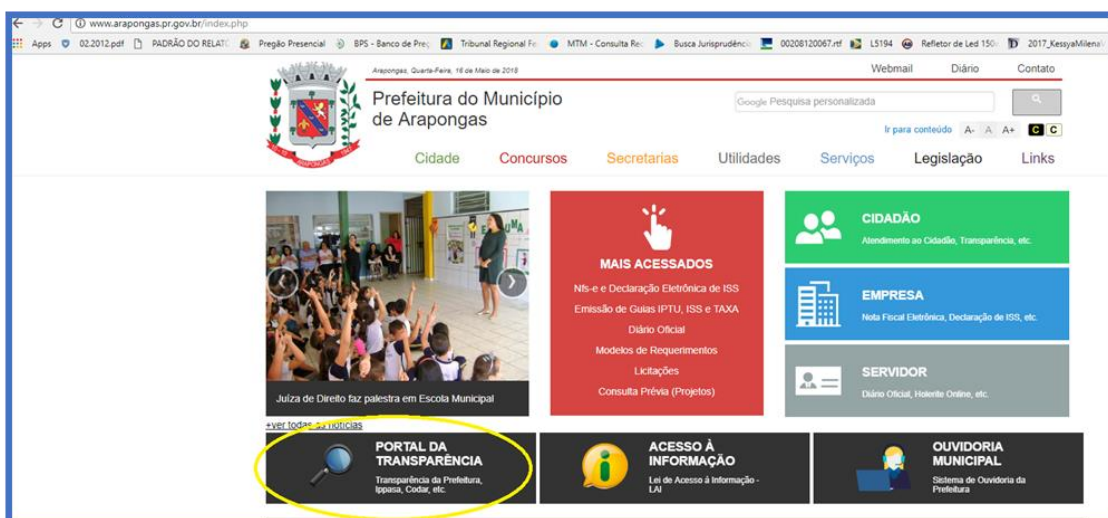 www.arapongas.pr.gov.br/index.php
Apps 02.2012.pdf PADRÃO DO RELATÓ Pregão Presencial BPS - Banco de Preç Tribunal Regional Fe MTM - Consulta Rec Busca Jurisprudênci 00208120067.rtf L5194 Refletor de Led 150 2017_KessyaMilena
Arapongas, Quarta-Feira, 16 de Maio de 2018
Webmail Diário Contato
Prefeitura do Município
de Arapongas
Google Pesquisa personalizada
Ir para conteúdo A- A A+ C C
ARAPONGAS
Cidade Concursos Secretarias Utilidades Serviços Legislação Links
MAIS ACESSADOS
Nfs-e e Declaração Eletrônica de ISS
Emissão de Guias IPTU, ISS e TAXA
Diário Oficial
Modelos de Requerimentos
Licitações
Consulta Prévia (Projetos)
CIDADÃO
Atendimento ao Cidadão, Transparência, etc.
EMPRESA
Nota Fiscal Eletrônica, Declaração de ISS, etc.
SERVIDOR
Diário Oficial, Holerite Online, etc.
Juíza de Direito faz palestra em Escola Municipal
+ver todas as notícias
PORTAL DA
TRANSPARÊNCIA
Transparência da Prefeitura,
Ippasa, Codar, etc.
ACESSO À
INFORMAÇÃO
Lei de Acesso à Informação -
LAI
OUVIDORIA
MUNICIPAL
Sistema de Ouvidoria da
Prefeitura